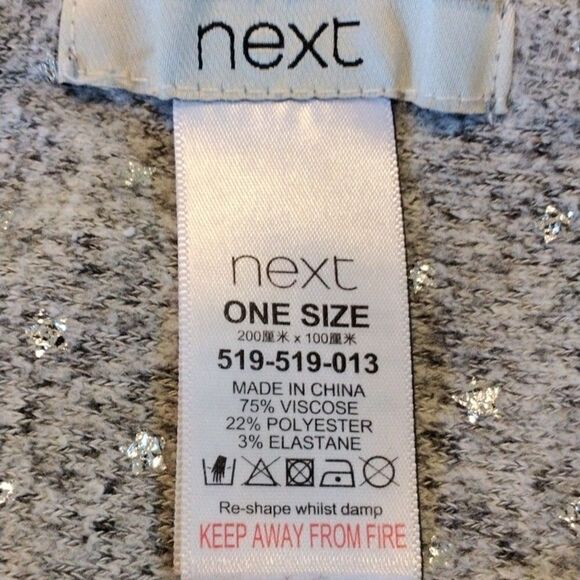 next
next
ONE SIZE
200厘米 x 100厘米
519-519-013
MADE IN CHINA
75% VISCOSE
22% POLYESTER
3% ELASTANE
Re-shape whilst damp
KEEP AWAY FROM FIRE